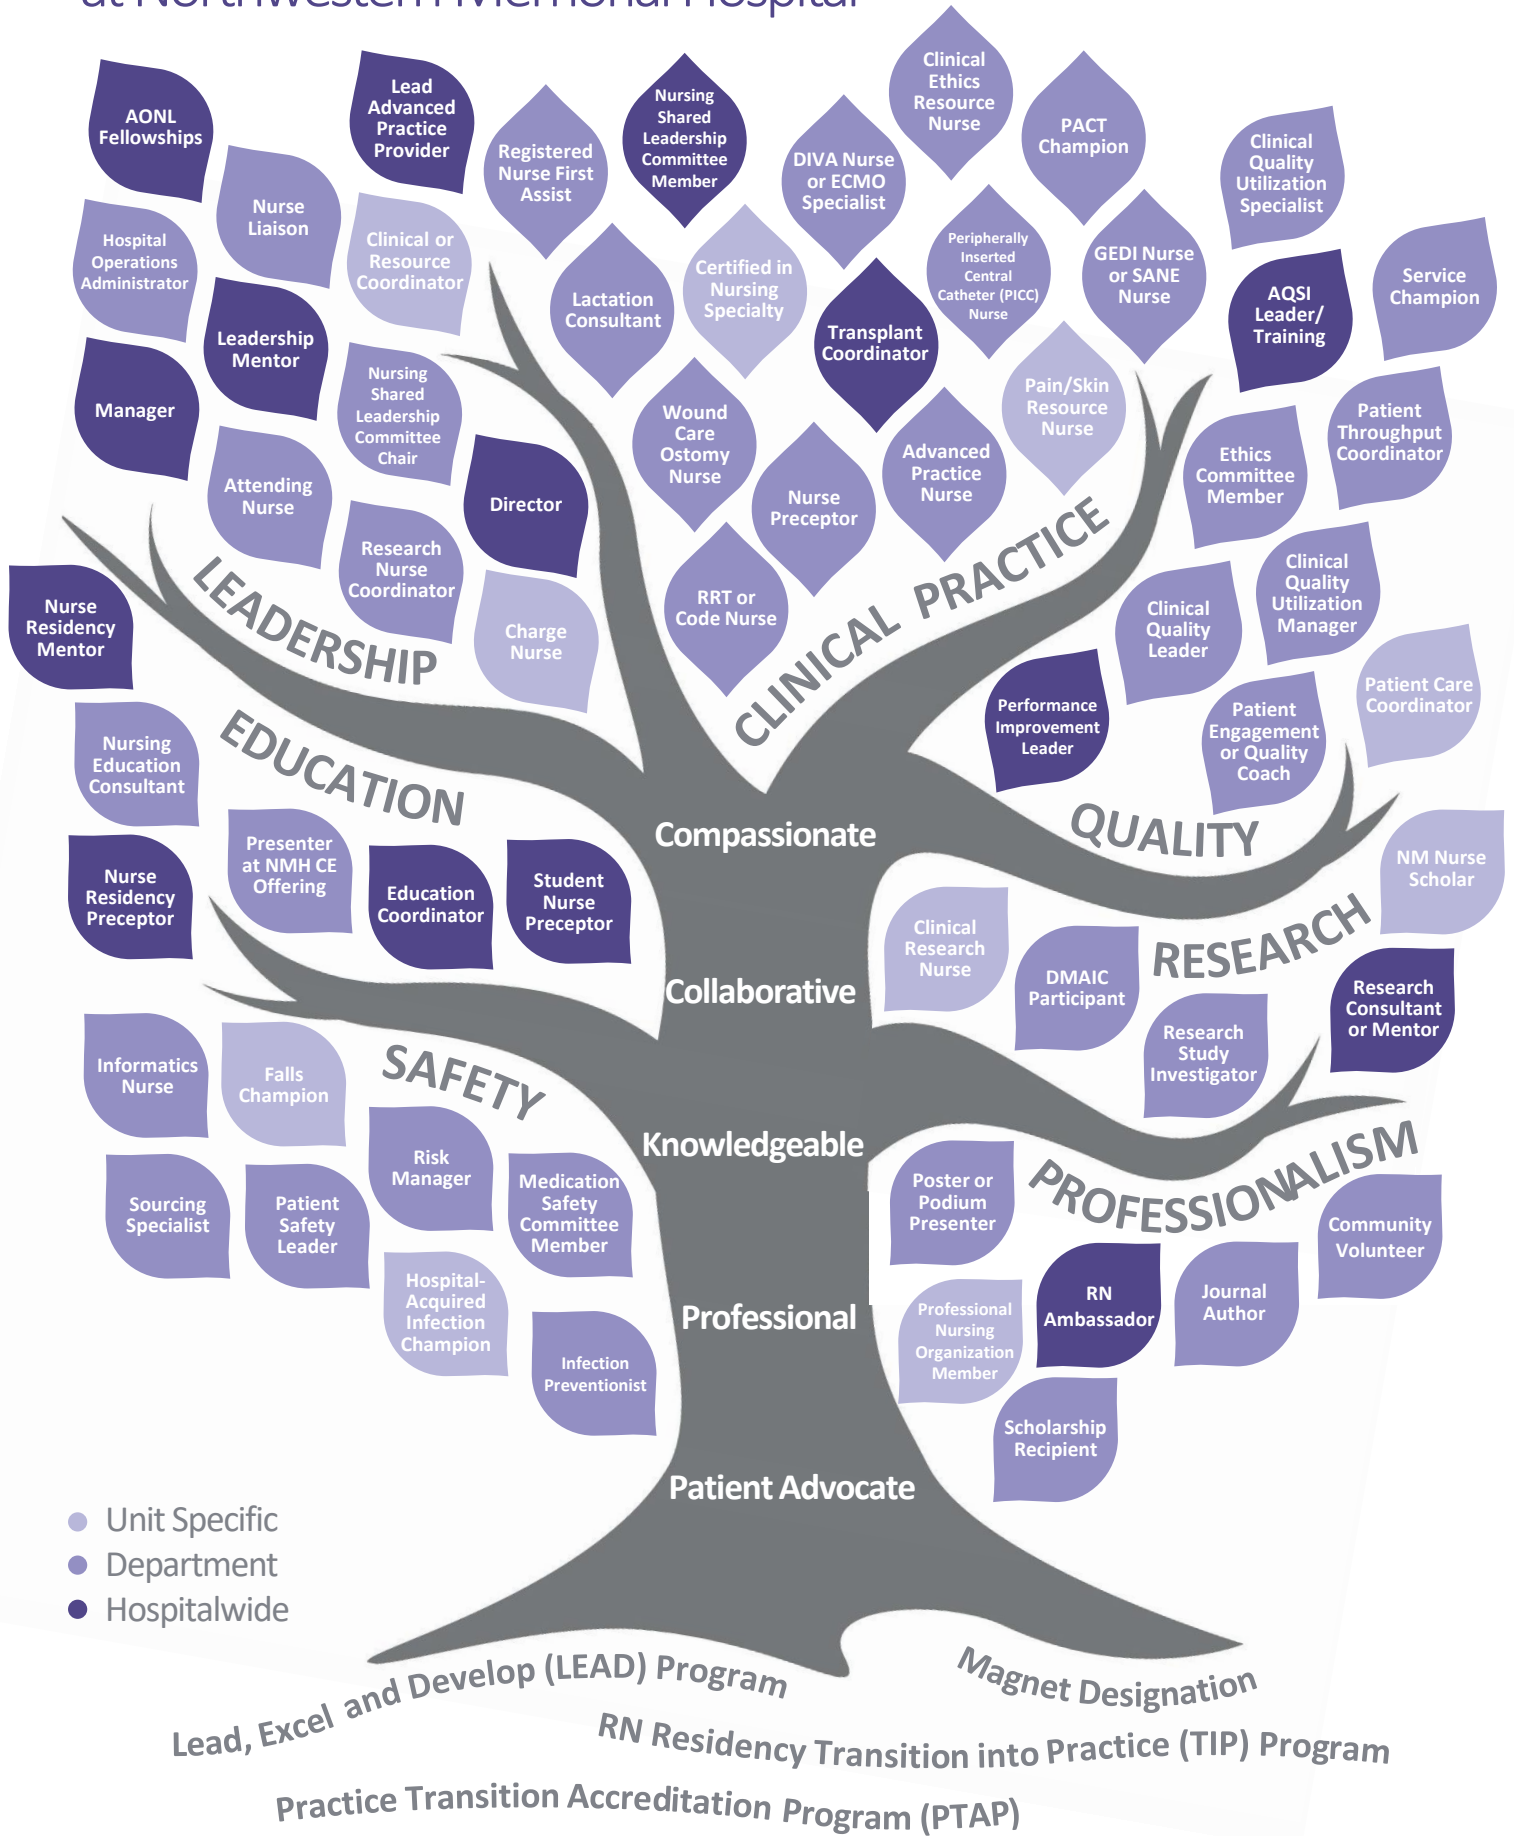 at Northwestern Memorial Hospital
AONL
Fellowships
Lead
Advanced
Practice
Provider
Nurse
Liaison
Hospital
Operations
Administrator
Clinical or
Resource
Coordinator
Leadership
Mentor
Manager
Nursing
Shared
Leadership
Committee
Chair
Attending
Nurse
Director
Research
Nurse
Coordinator
Charge
Nurse
LEADERSHIP
Registered
Nurse First
Assist
Nursing
Shared
Leadership
Committee
Member
DIVA Nurse
or ECMO
Specialist
Clinical
Ethics
Resource
Nurse
PACT
Champion
Lactation
Consultant
Certified in
Nursing
Specialty
Transplant
Coordinator
Peripherally
Inserted
Central
Catheter (PICC)
Nurse
GEDI Nurse
or SANE
Nurse
Wound
Care
Ostomy
Nurse
Nurse
Preceptor
Advanced
Practice
Nurse
Pain/Skin
Resource
Nurse
RRT or
Code Nurse
CLINICAL PRACTICE
Clinical
Quality
Utilization
Specialist
AQSI
Leader/
Training
Service
Champion
Ethics
Committee
Member
Patient
Throughput
Coordinator
Clinical
Quality
Leader
Clinical
Quality
Utilization
Manager
Performance
Improvement
Leader
Patient
Engagement
or Quality
Coach
Patient Care
Coordinator
QUALITY
Nurse
Residency
Mentor
Nursing
Education
Consultant
EDUCATION
Nurse
Residency
Preceptor
Presenter
at NMH CE
Offering
Education
Coordinator
Student
Nurse
Preceptor
NM Nurse
Scholar
Clinical
Research
Nurse
DMAIC
Participant
RESEARCH
Research
Study
Investigator
Research
Consultant
or Mentor
Informatics
Nurse
Falls
Champion
SAFETY
Sourcing
Specialist
Patient
Safety
Leader
Risk
Manager
Medication
Safety
Committee
Member
Hospital-
Acquired
Infection
Champion
Infection
Preventionist
Poster or
Podium
Presenter
PROFESSIONALISM
Professional
Nursing
Organization
Member
RN
Ambassador
Journal
Author
Community
Volunteer
Scholarship
Recipient
Compassionate
Collaborative
Knowledgeable
Professional
Patient Advocate
Unit Specific
Department
Hospitalwide
Lead, Excel and Develop (LEAD) Program
Magnet Designation
RN Residency Transition into Practice (TIP) Program
Practice Transition Accreditation Program (PTAP)